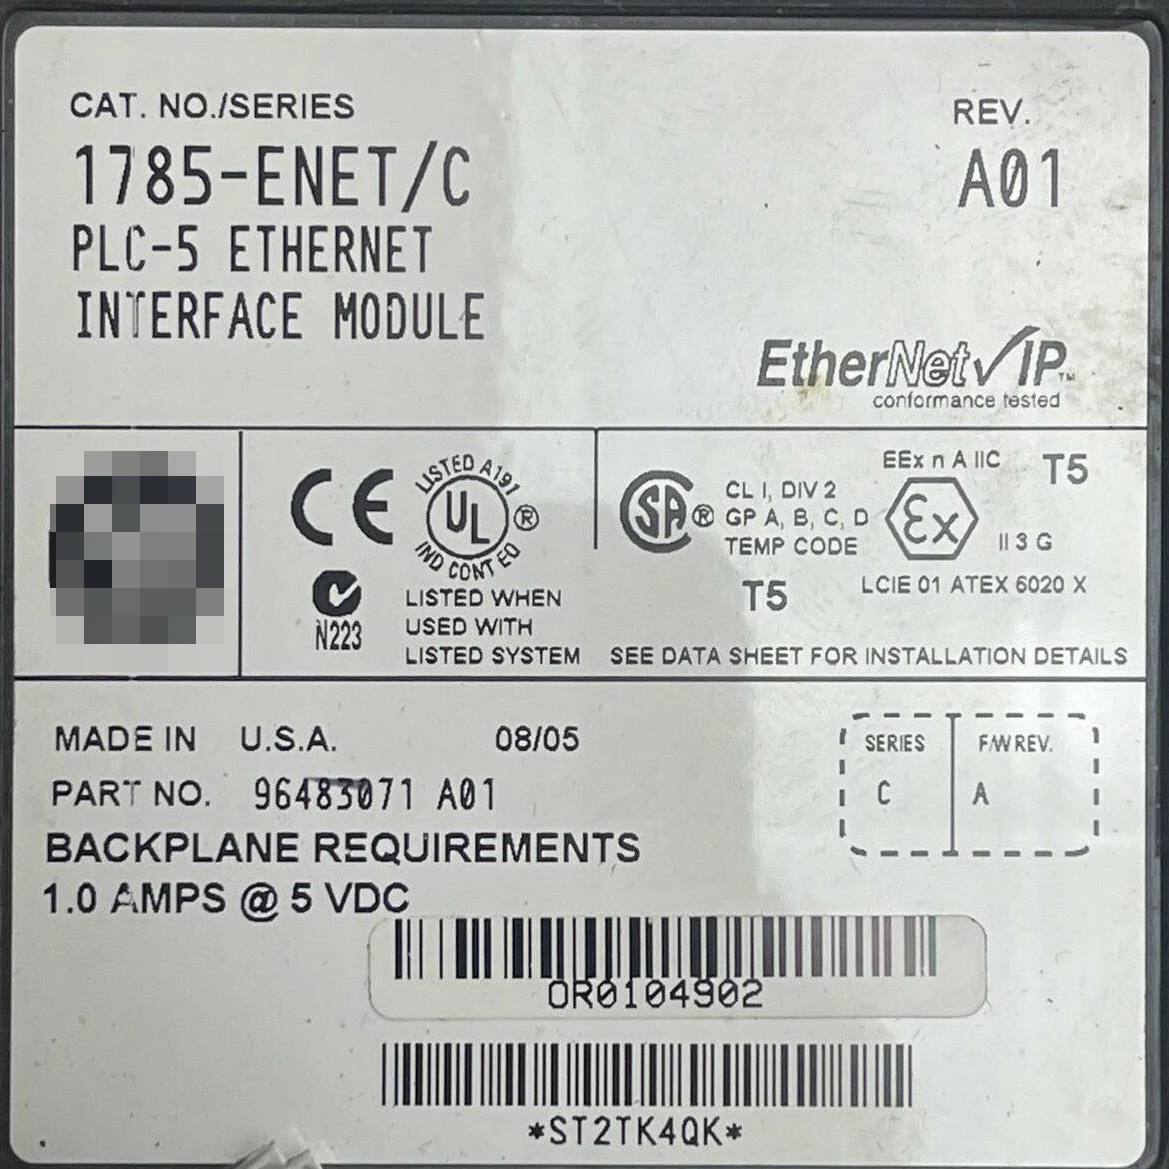 CAT. NO./SERIES
REV.
1785-ENET/C
A01
PLC-5 ETHERNET
INTERFACE MODULE
EtherNet/IP™
conformance tested
CE
LISTED A191
UL ®
IND CONT EQ
N223
LISTED WHEN
USED WITH
LISTED SYSTEM
SA ®
CL I, DIV 2
GP A, B, C, D
TEMP CODE
T5
EEx n A IIC T5
Ex
II 3 G
LCIE 01 ATEX 6020 X
SEE DATA SHEET FOR INSTALLATION DETAILS
MADE IN U.S.A. 08/05
PART NO. 96483071 A01
BACKPLANE REQUIREMENTS
1.0 AMPS @ 5 VDC
SERIES F/W REV.
C A
OR0104902
*ST2TK4QK*